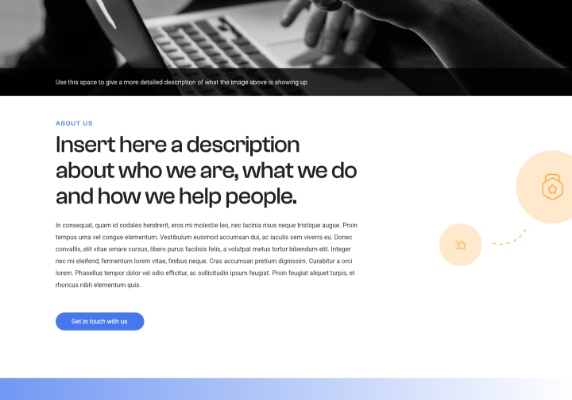 Use this space to give a more detailed description of what the image above is showing up
ABOUT US
Insert here a description
about who we are, what we do
and how we help people.
In consequat, quam id sodales hendrerit, eros mi molestie leo, nec lacinia risus neque tristique augue. Proin
tempus urna vel congue elementum. Vestibulum euismod accumsan dui, ac iaculis sem viverra eu. Donec
convallis, elit vitae ornare cursus, libero purus facilisis felis, a volutpat metus tortor bibendum elit. Integer
nec mi eleifend, fermentum lorem vitae, finibus neque. Cras accumsan pretium dignissim. Curabitur a orci
lorem. Phasellus tempor dolor vel odio efficitur, ac sollicitudin ipsum feugiat. Proin feugiat aliquet turpis, et
rhoncus nibh elementum quis.
Get in touch with us